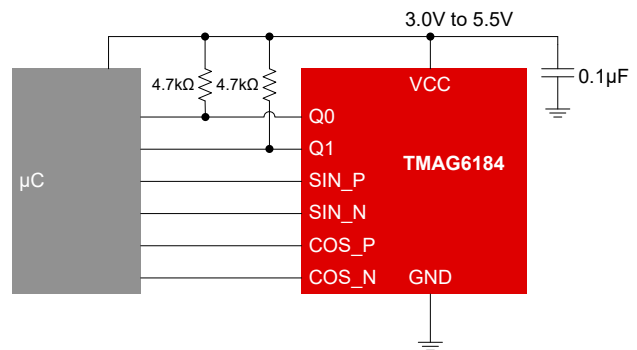 3.0V to 5.5V
4.7kΩ 4.7kΩ
VCC
0.1µF
Q0
Q1
TMAG6184
µC
SIN_P
SIN_N
COS_P
COS_N
GND